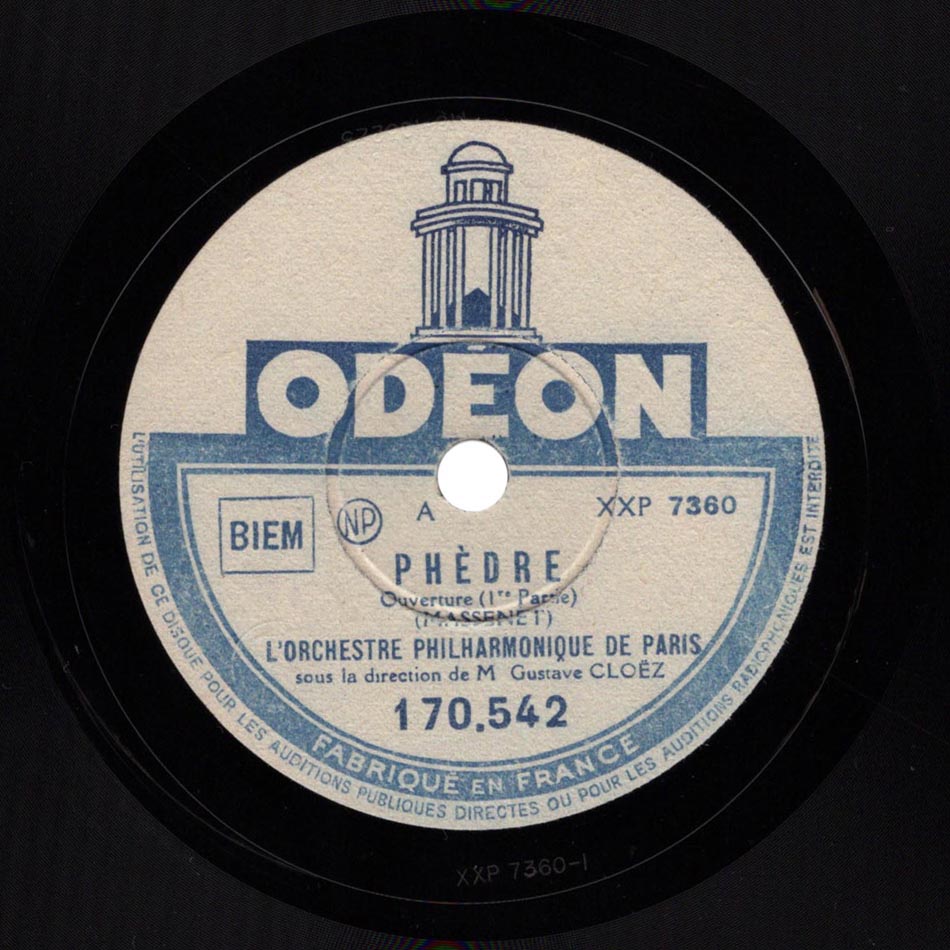 ODÉON
BIEM
NP
A
XXP 7360
PHÈDRE
Ouverture (1re Partie)
(MASSENET)
L'ORCHESTRE PHILHARMONIQUE DE PARIS
sous la direction de M Gustave CLOËZ
170.542
FABRIQUÉ EN FRANCE
L'UTILISATION DE CE DISQUE POUR LES AUDITIONS PUBLIQUES DIRECTES OU POUR LES AUDITIONS RADIOPHONIQUES EST INTERDITE
XXP 7360-1